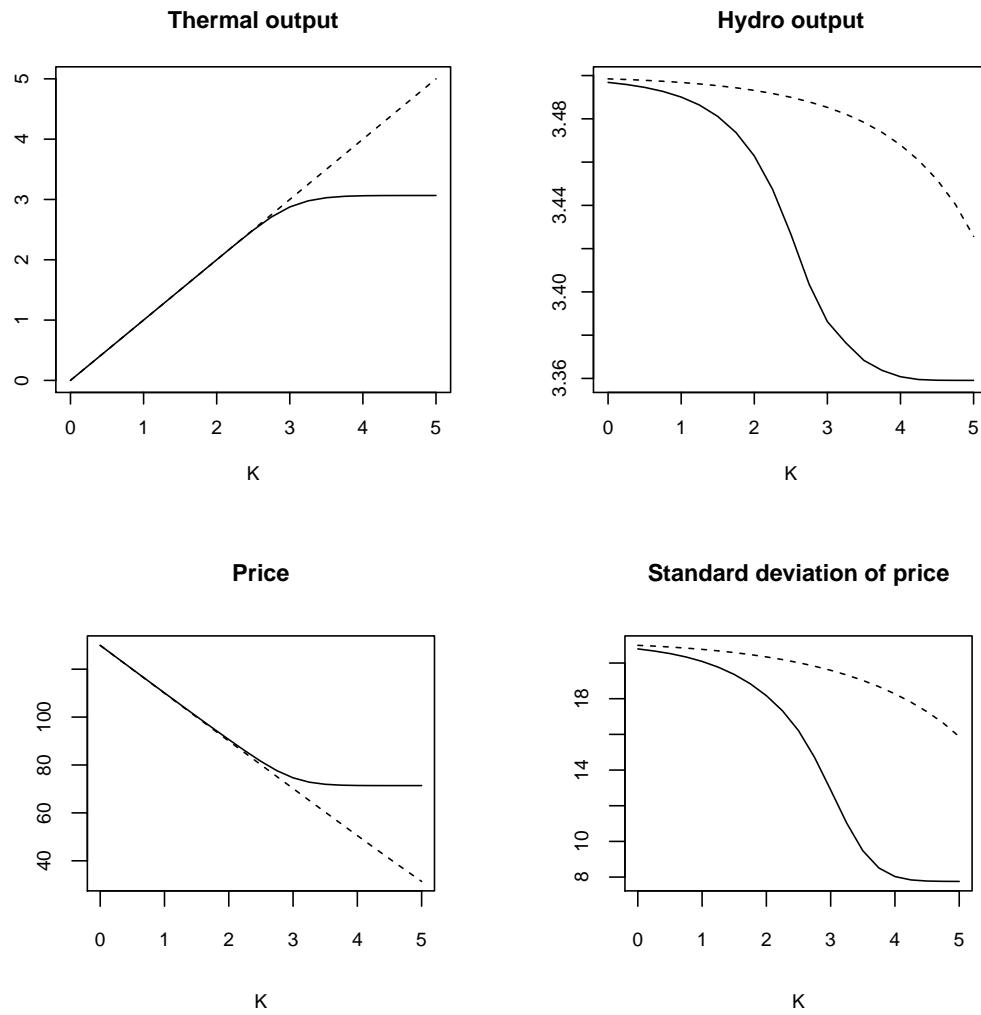 Thermal output
5
4
3
2
1
0
0 1 2 3 4 5
K
Hydro output
3.48
3.44
3.40
3.36
0 1 2 3 4 5
K
Price
100
80
60
40
0 1 2 3 4 5
K
Standard deviation of price
18
14
10
8
0 1 2 3 4 5
K